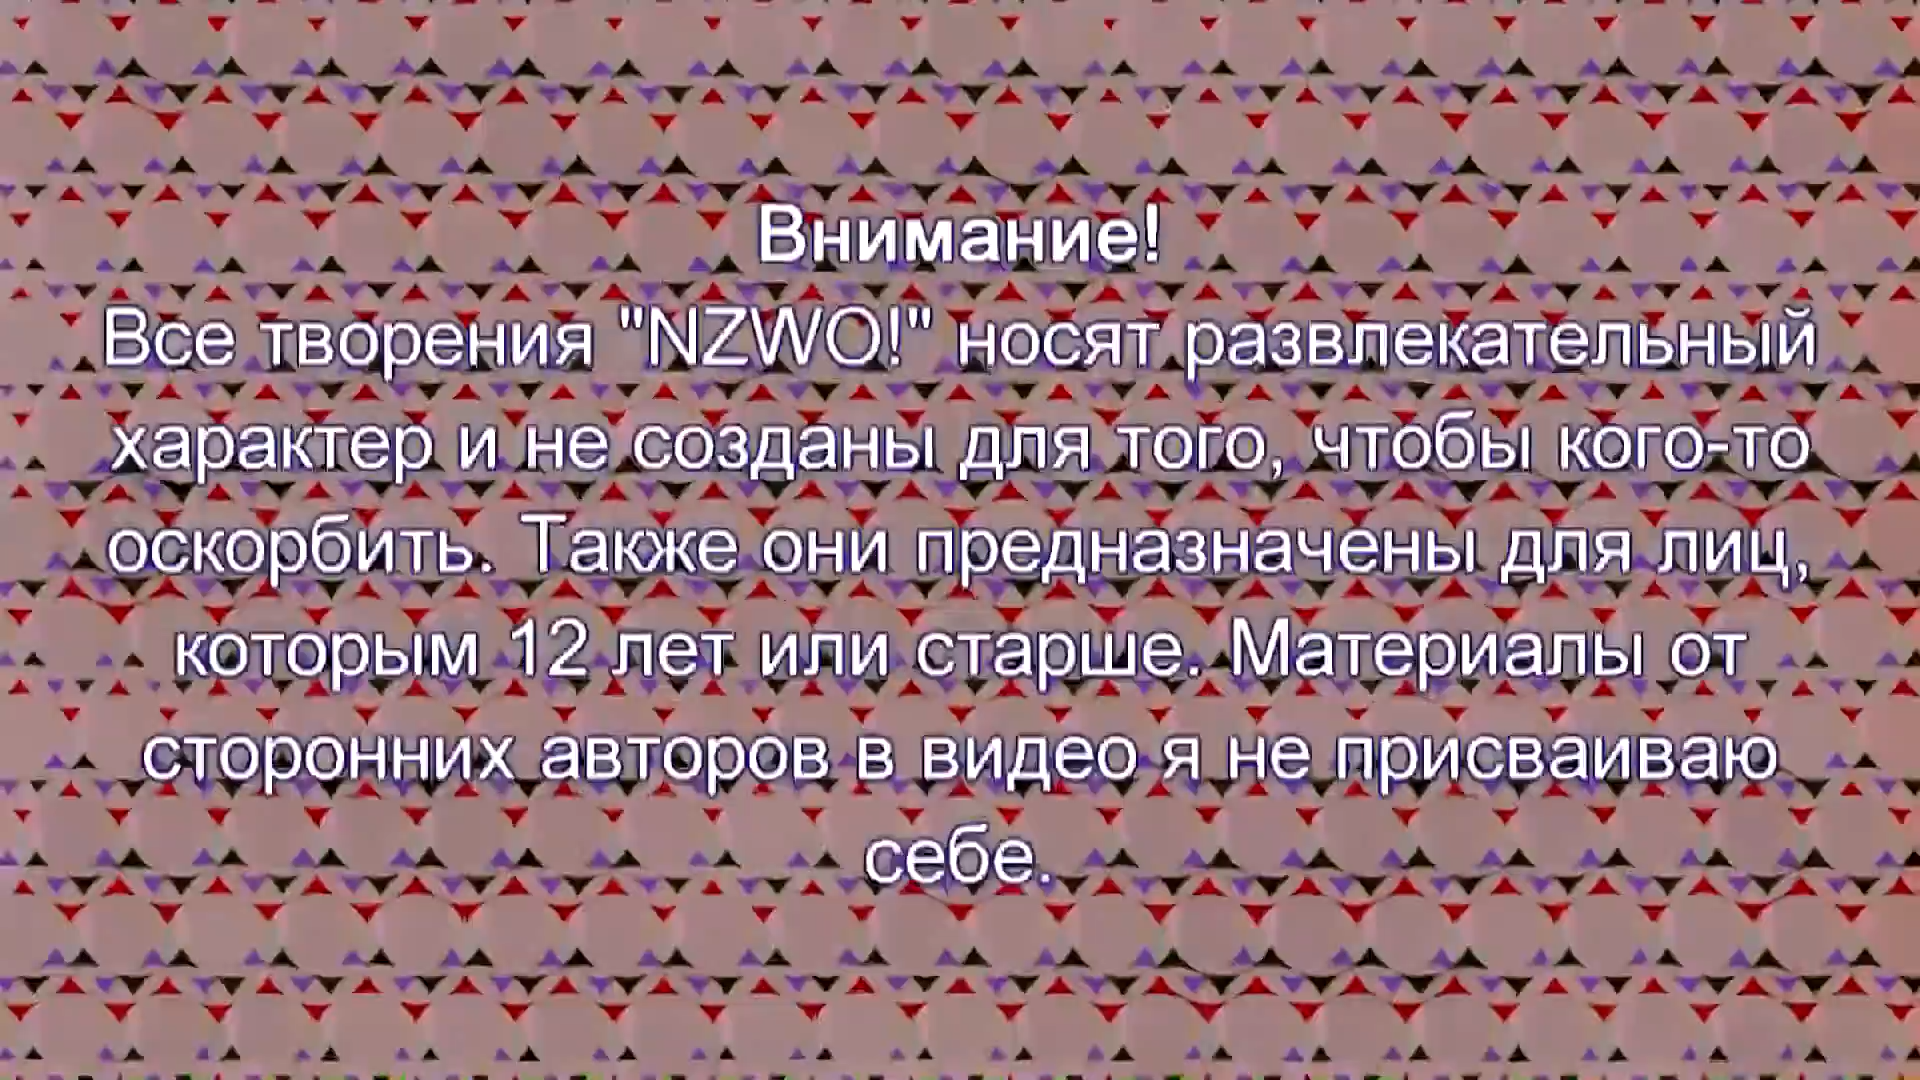 Внимание!
Все творения "NZWO!" носят развлекательный
характер и не созданы для того, чтобы кого-то
оскорбить. Также они предназначены для лиц,
которым 12 лет или старше. Материалы от
сторонних авторов в видео я не присваиваю
себе.